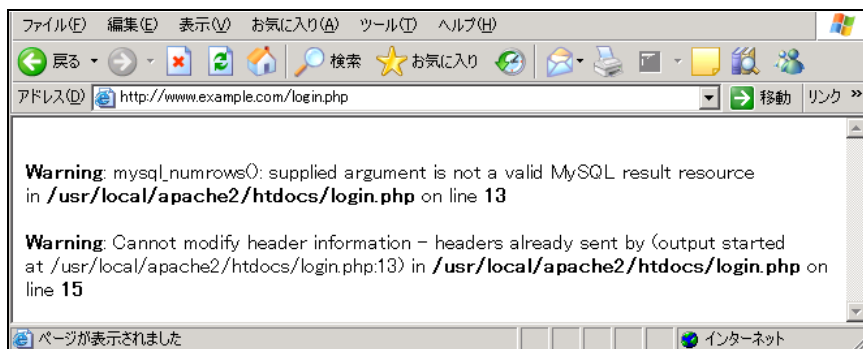 ファイル(F) 編集(E) 表示(V) お気に入り(A) ツール(T) ヘルプ(H)
戻る 検索 お気に入り
アドレス(D) http://www.example.com/login.php 移動 リンク »
Warning: mysql_numrows(): supplied argument is not a valid MySQL result resource
in /usr/local/apache2/htdocs/login.php on line 13
Warning: Cannot modify header information - headers already sent by (output started
at /usr/local/apache2/htdocs/login.php:13) in /usr/local/apache2/htdocs/login.php on
line 15
ページが表示されました インターネット